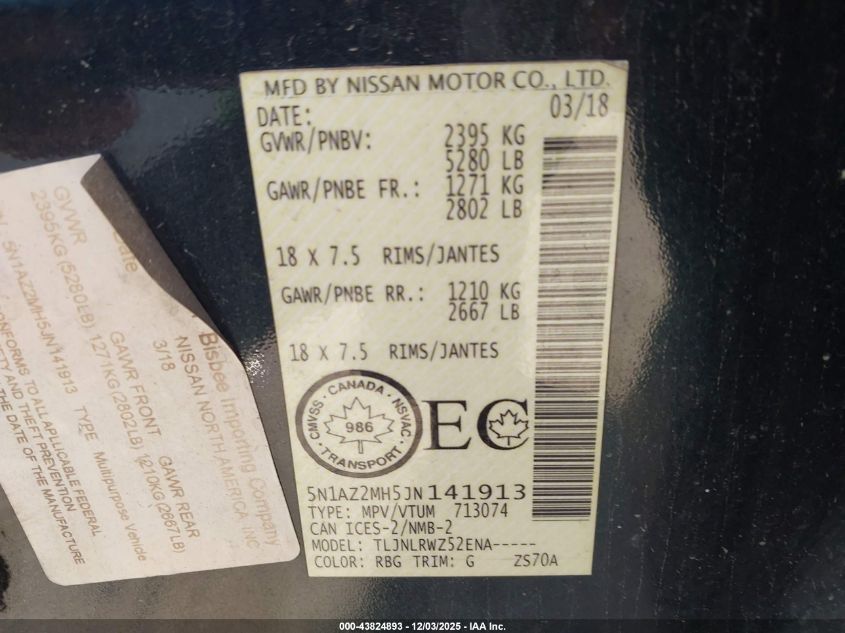 MFD BY NISSAN MOTOR CO., LTD.
DATE: 03/18
GVWR/PNBV: 2395 KG
5280 LB
GAWR/PNBE FR.: 1271 KG
2802 LB
18 X 7.5 RIMS/JANTES
GAWR/PNBE RR.: 1210 KG
2667 LB
18 X 7.5 RIMS/JANTES
CANADA
CMVSS · NSVAC
986
TRANSPORT
EC
5N1AZ2MH5JN141913
TYPE: MPV/VTUM 713074
CAN ICES-2/NMB-2
MODEL: TLJNLRWZ52ENA-----
COLOR: RBG TRIM: G ZS70A
Bisbee Importing Company
NISSAN NORTH AMERICA, INC
3/18
GVWR GAWR FRONT GAWR REAR
2395KG (5280LB) 1271KG (2802LB) 1210KG (2667LB)
5N1AZ2MH5JN141913 TYPE Multipurpose Vehicle
CONFORMS TO ALL APPLICABLE FEDERAL
AND THEFT PREVENTION
THE DATE OF THE MANUFACTURE
000-43824893 - 12/03/2025 - IAA Inc.